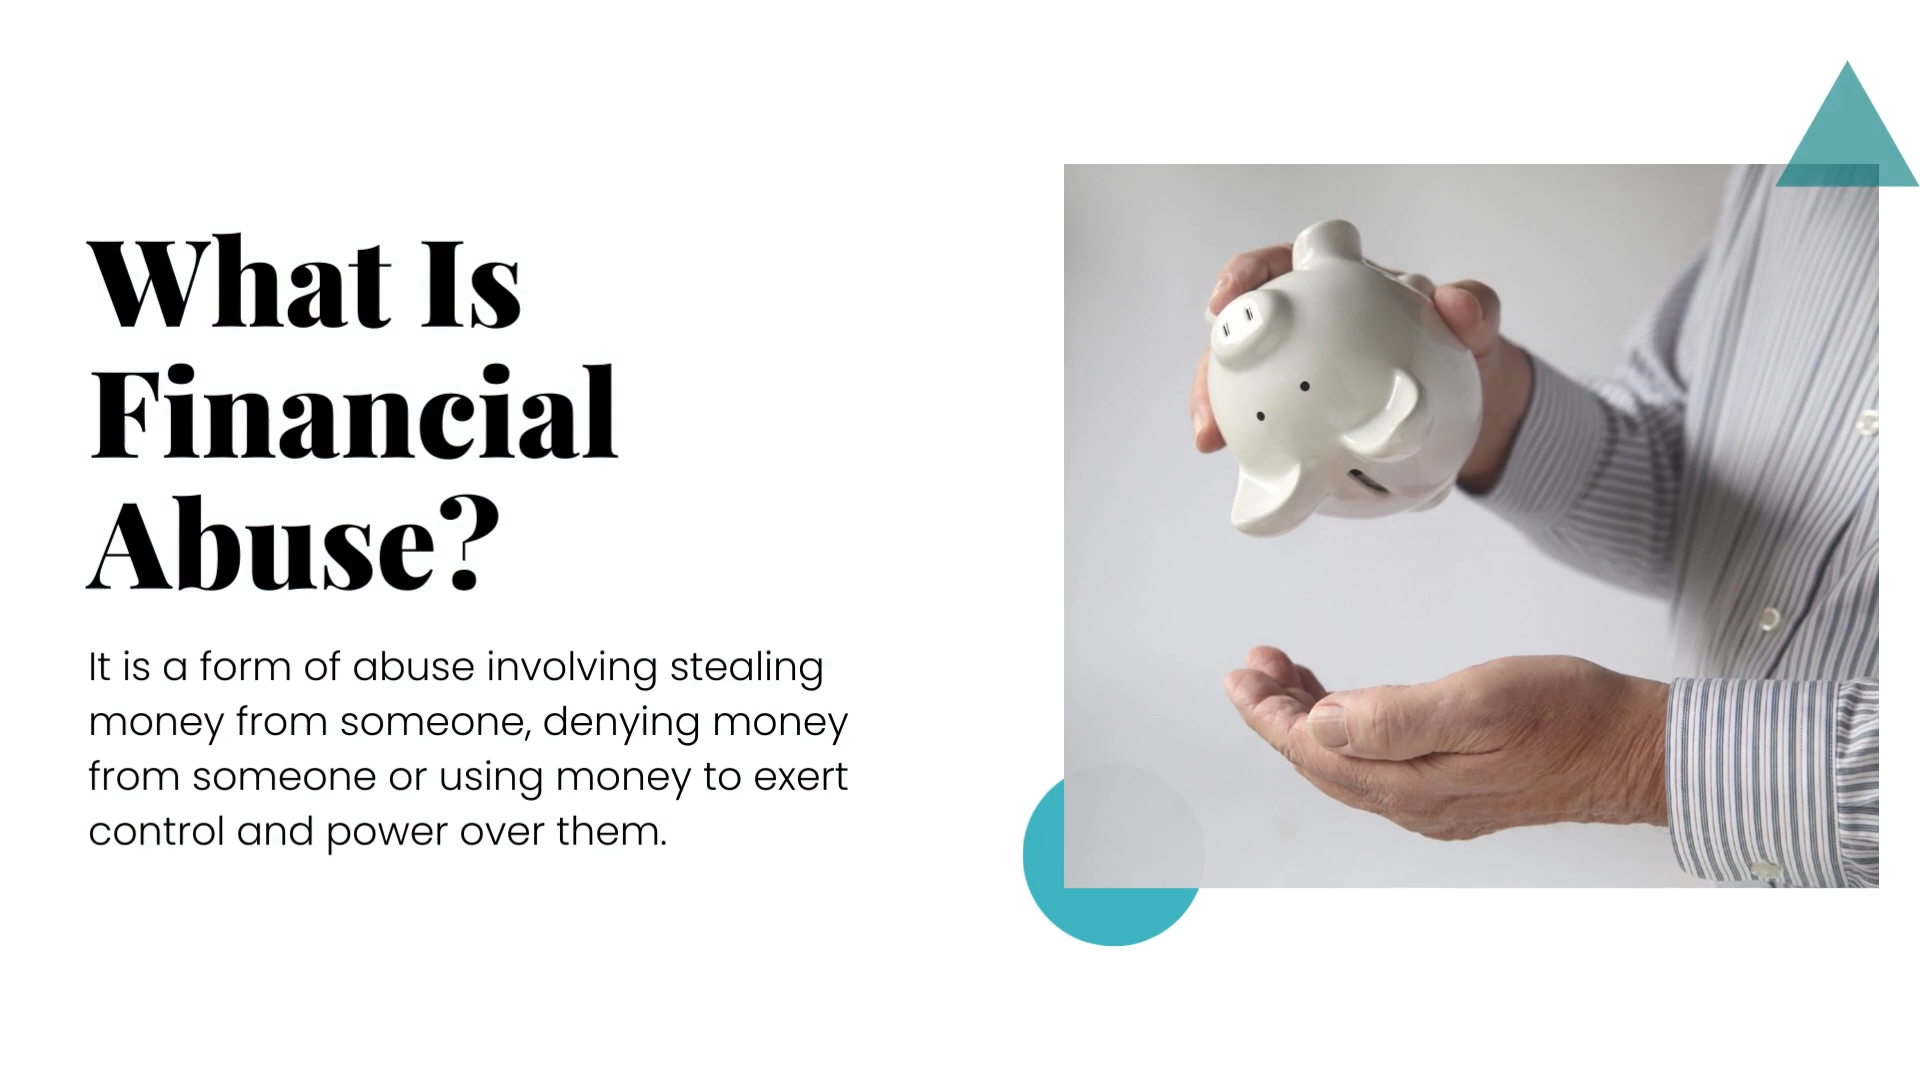 What Is
Financial
Abuse?
It is a form of abuse involving stealing
money from someone, denying money
from someone or using money to exert
control and power over them.